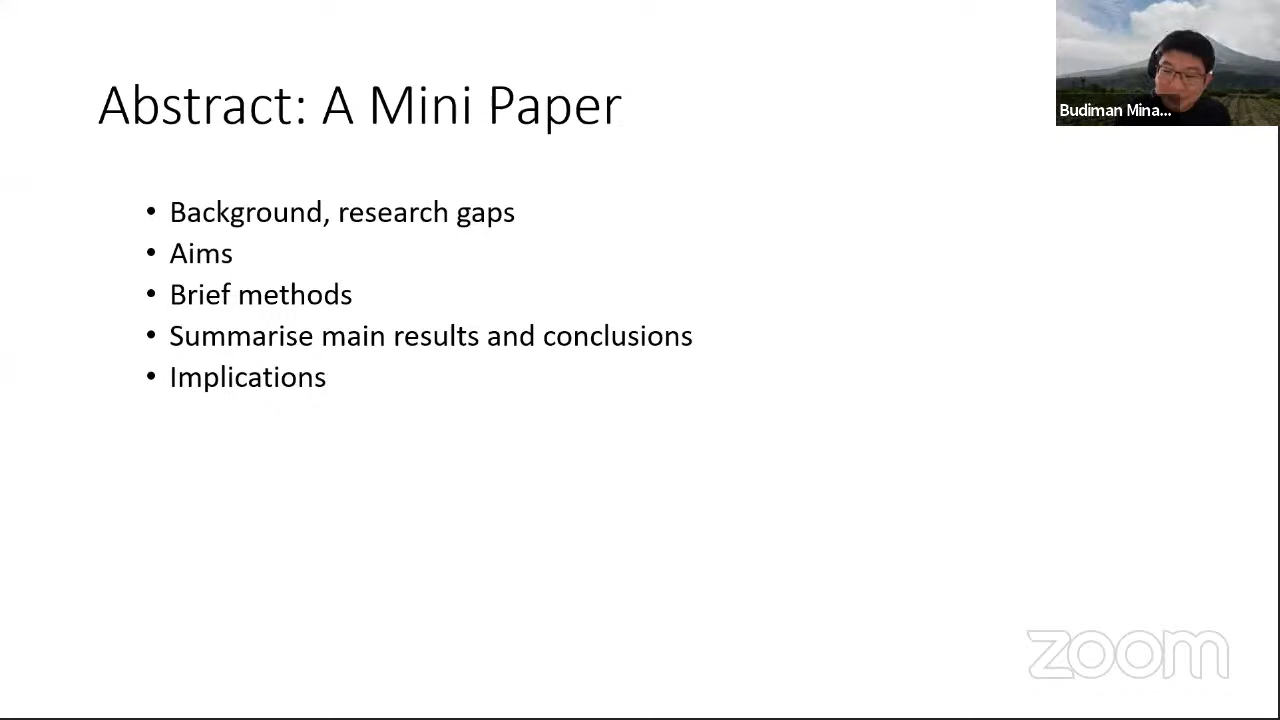 Abstract: A Mini Paper
Budiman Mina...
• Background, research gaps
• Aims
• Brief methods
• Summarise main results and conclusions
• Implications
zoom